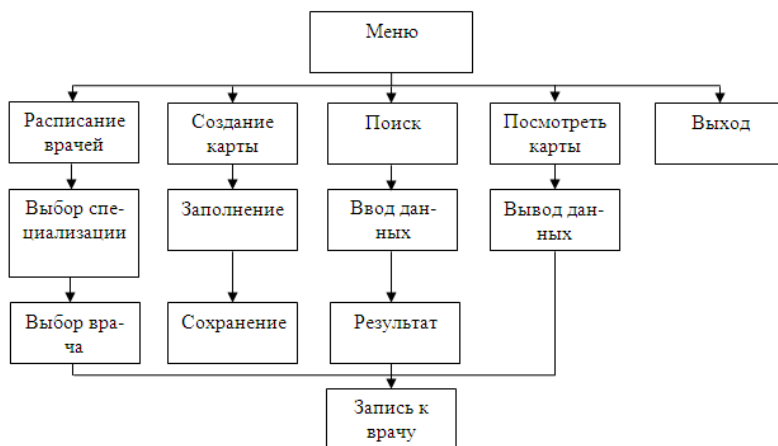 Меню
Расписание
врачей
Создание
карты
Поиск
Посмотреть
карты
Выход
Выбор спе-
циализации
Заполнение
Ввод дан-
ных
Вывод дан-
ных
Выбор вра-
ча
Сохранение
Результат
Запись к
врачу